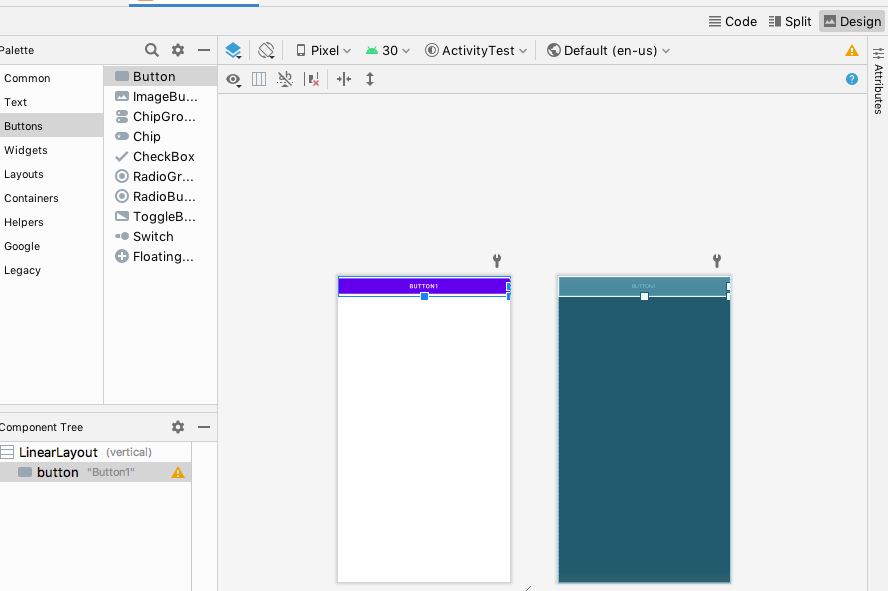 Code Split Design
Palette
Pixel 30 ActivityTest Default (en-us)
Common
Text
Buttons
Widgets
Layouts
Containers
Helpers
Google
Legacy
Button
ImageBu...
ChipGro...
Chip
CheckBox
RadioGr...
RadioBu...
ToggleB...
Switch
Floating...
Attributes
BUTTON1
BUTTON1
Component Tree
LinearLayout (vertical)
button "Button1"